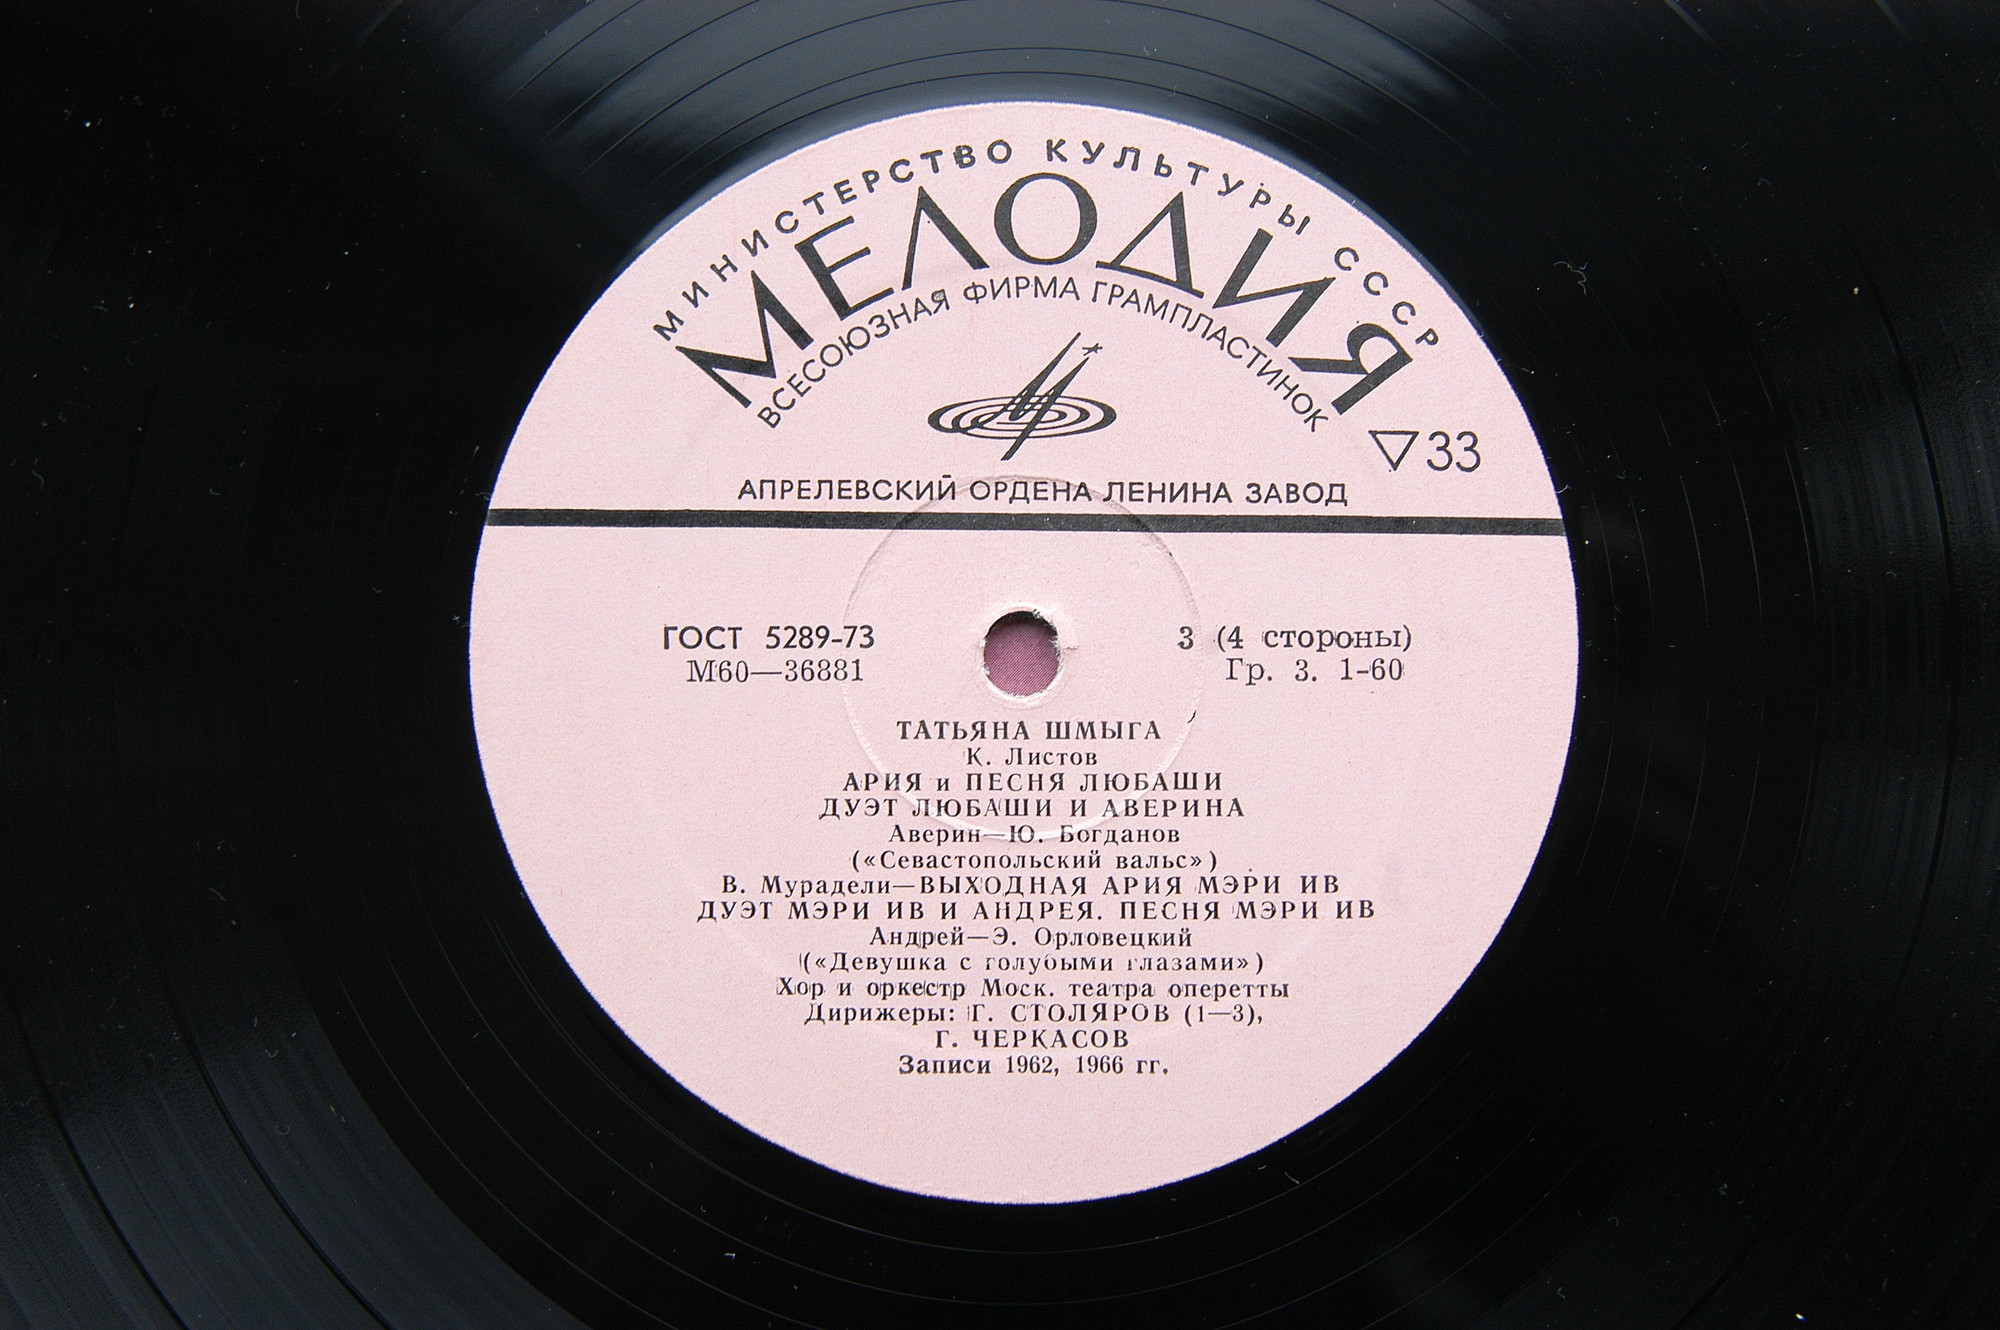 МИНИСТЕРСТВО КУЛЬТУРЫ СССР
МЕЛОДИЯ
ВСЕСОЮЗНАЯ ФИРМА ГРАМПЛАСТИНОК
▽33
АПРЕЛЕВСКИЙ ОРДЕНА ЛЕНИНА ЗАВОД
ГОСТ 5289-73
М60—36881
3 (4 стороны)
Гр. 3. 1-60
ТАТЬЯНА ШМЫГА
К. Листов
АРИЯ и ПЕСНЯ ЛЮБАШИ
ДУЭТ ЛЮБАШИ И АВЕРИНА
Аверин—Ю. Богданов
(«Севастопольский вальс»)
В. Мурадели—ВЫХОДНАЯ АРИЯ МЭРИ ИВ
ДУЭТ МЭРИ ИВ И АНДРЕЯ. ПЕСНЯ МЭРИ ИВ
Андрей—Э. Орловецкий
(«Девушка с голубыми глазами»)
Хор и оркестр Моск. театра оперетты
Дирижеры: Г. СТОЛЯРОВ (1—3),
Г. ЧЕРКАСОВ
Записи 1962, 1966 гг.